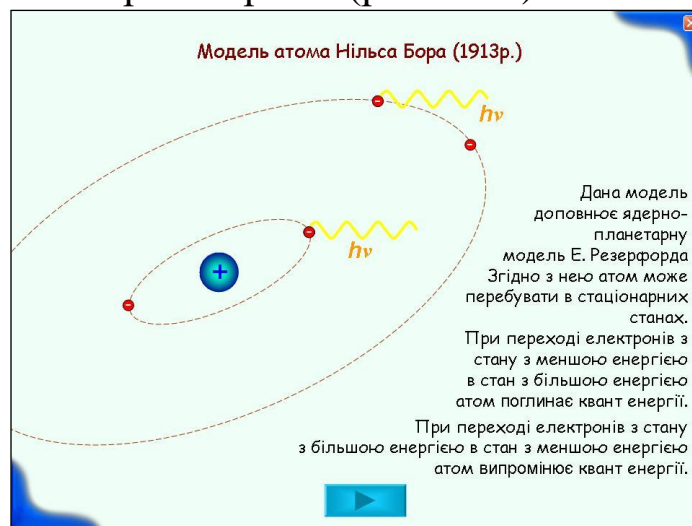 Модель атома Нільса Бора (1913р.)
hν
hν
Дана модель
доповнює ядерно-
планетарну
модель Е. Резерфорда
Згідно з нею атом може
перебувати в стаціонарних
станах.
При переході електронів з
стану з меншою енергією
в стан з більшою енергією
атом поглинає квант енергії.
При переході електронів з стану
з більшою енергією в стан з меншою енергією
атом випромінює квант енергії.